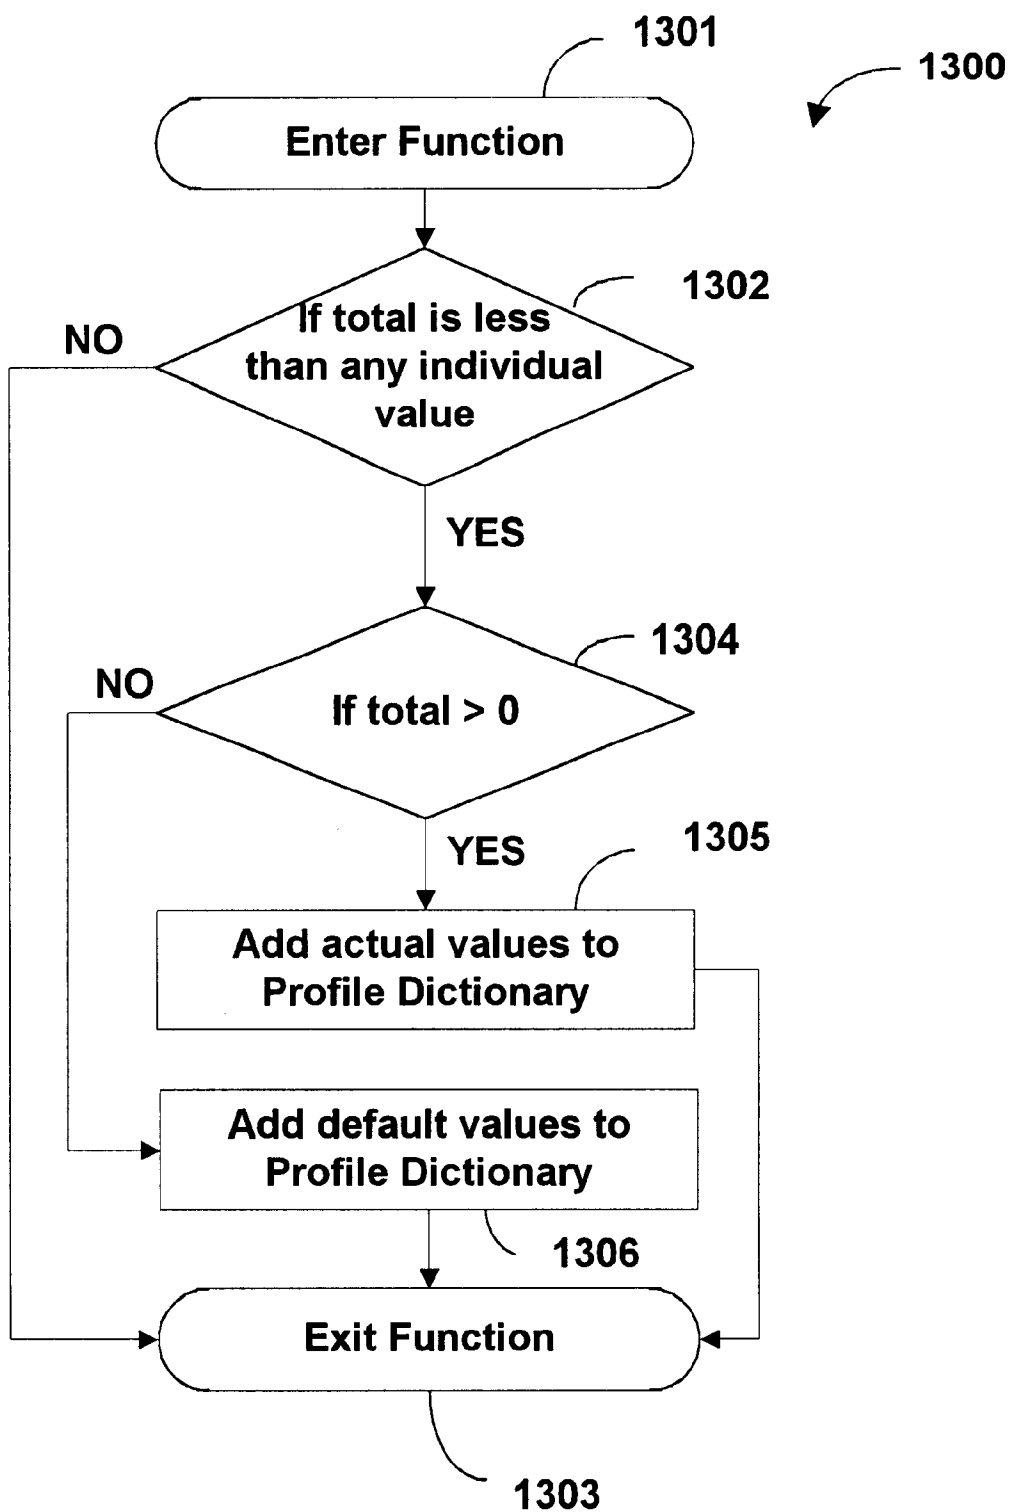 1301
1300
Enter Function
1302
If total is less
than any individual
value
NO
YES
1304
NO
If total > 0
YES
1305
Add actual values to
Profile Dictionary
Add default values to
Profile Dictionary
1306
Exit Function
1303